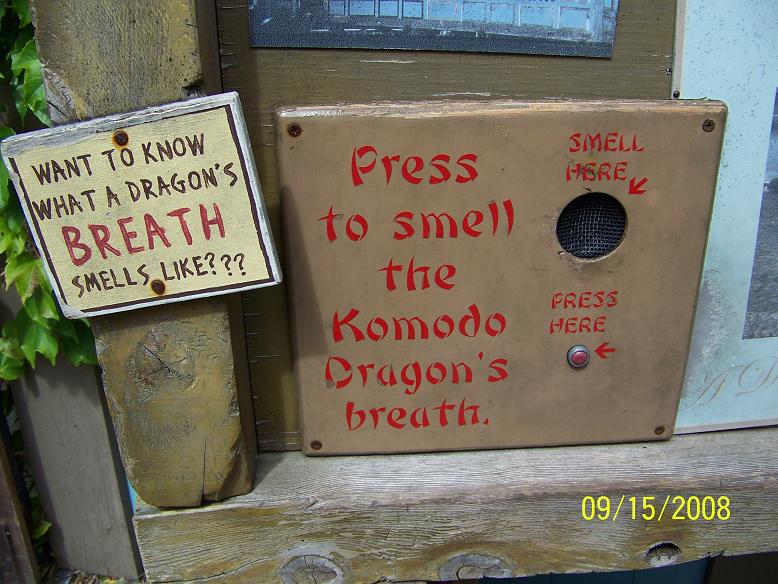 WANT TO KNOW
WHAT A DRAGON'S
BREATH
SMELLS LIKE???
Press
to smell
the
Komodo
Dragon's
breath.
SMELL
HERE
PRESS
HERE
09/15/2008